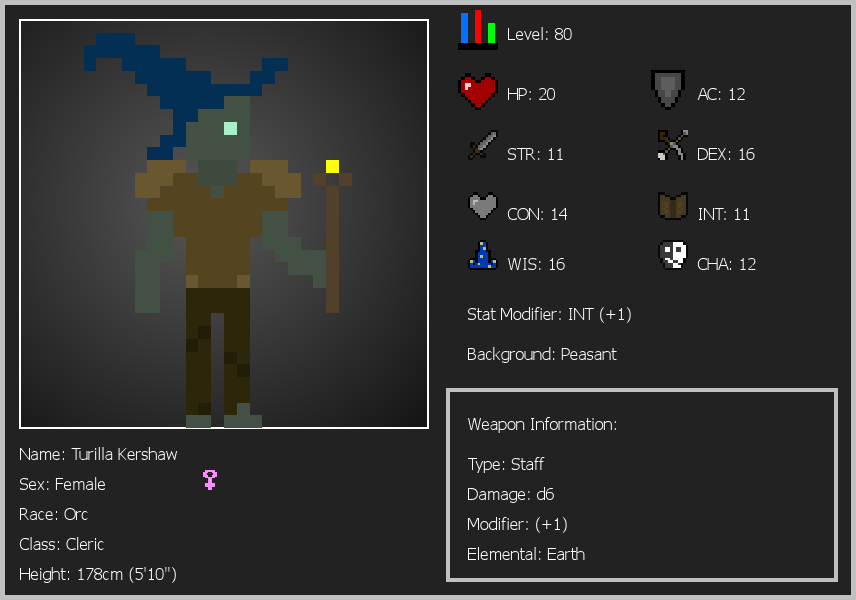 Level: 80
HP: 20
AC: 12
STR: 11
DEX: 16
CON: 14
INT: 11
WIS: 16
CHA: 12
Stat Modifier: INT (+1)
Background: Peasant
Weapon Information:
Type: Staff
Damage: d6
Modifier: (+1)
Elemental: Earth
Name: Turilla Kershaw
Sex: Female
Race: Orc
Class: Cleric
Height: 178cm (5'10")